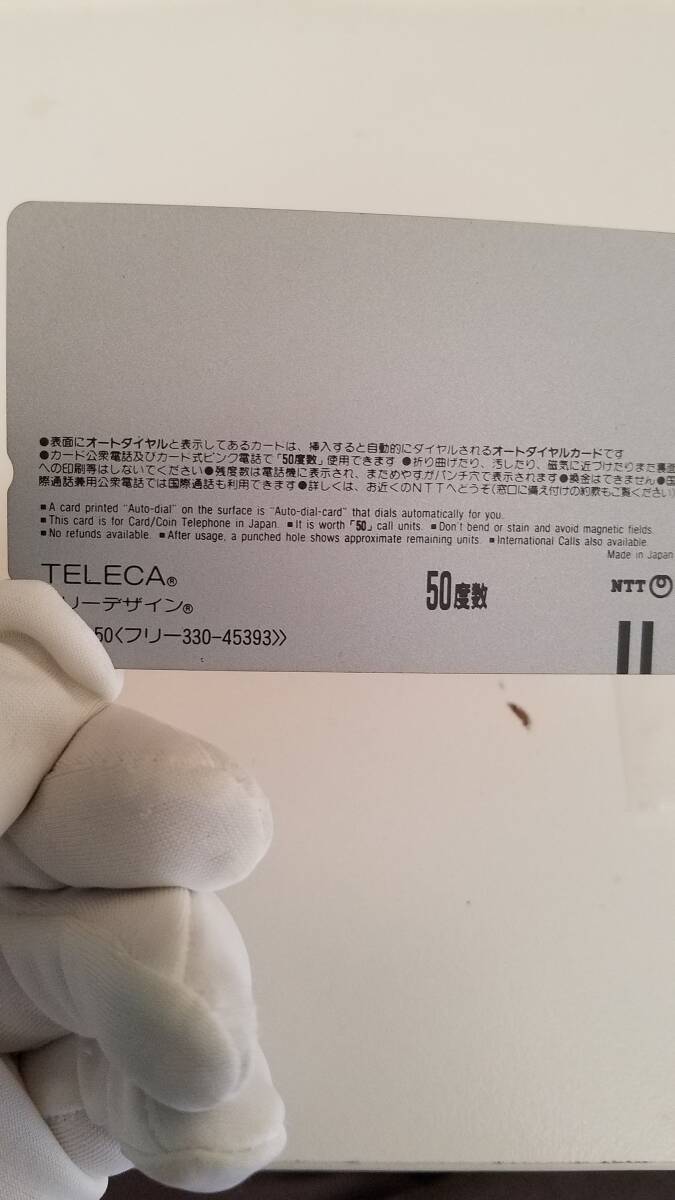 ●表面にオートダイヤルと表示してあるカードは、挿入すると自動的にダイヤルされるオートダイヤルカードです
●カード公衆電話及びカード式ピンク電話で「50度数」使用できます ●折り曲げたり、汚したり、磁気に近づけたりまた裏面
への印刷等はしないでください●残度数は電話機に表示され、まためやすがパンチ穴で表示されます●換金はできません●国
際通話兼用公衆電話では国際通話も利用できます●詳しくは、お近くのNTTへどうぞ(窓口に備え付けの約款もご覧ください)
■A card printed "Auto-dial" on the surface is "Auto-dial-card" that dials automatically for you.
■This card is for Card/Coin Telephone in Japan. ■It is worth「50」call units. ■Don't bend or stain and avoid magnetic fields.
■No refunds available. ■After usage, a punched hole shows approximate remaining units. ■International Calls also available.
Made in Japan
TELECA®
リーデザイン®
50度数
NTT
50〈フリー330-45393》